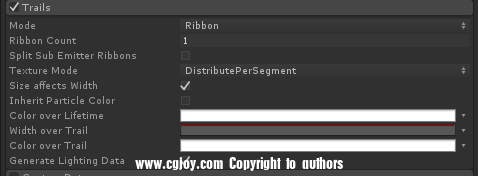 Trails
Mode Ribbon
Ribbon Count 1
Split Sub Emitter Ribbons
Texture Mode DistributePerSegment
Size affects Width
Inherit Particle Color
Color over Lifetime
Width over Trail
Color over Trail
Generate Lighting Data
www.cgjoy.com Copyright to authors